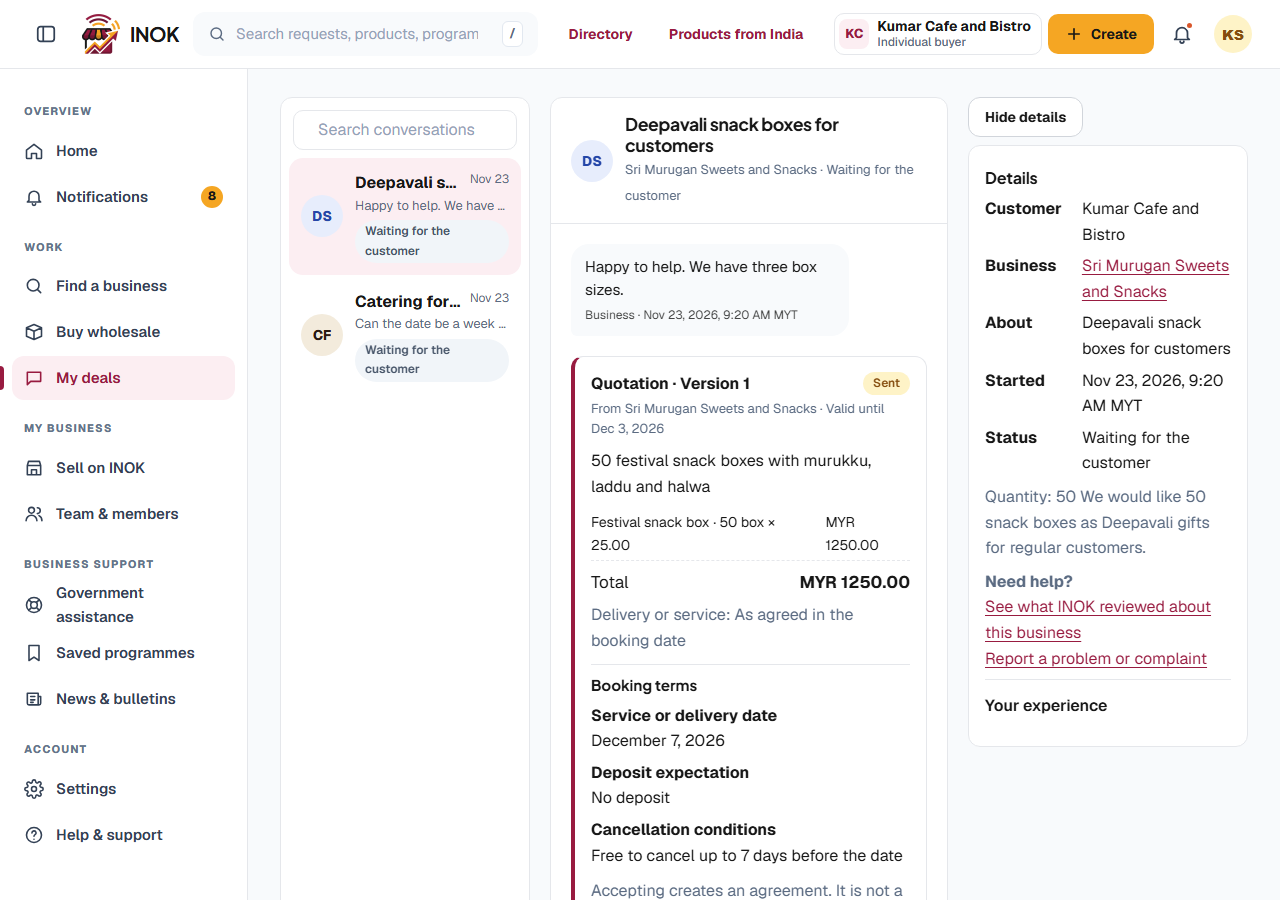 INOK
Search requests, products, program
/
Directory
Products from India
KC
Kumar Cafe and Bistro
Individual buyer
Create
KS
OVERVIEW
Home
Notifications
8
WORK
Find a business
Buy wholesale
My deals
MY BUSINESS
Sell on INOK
Team & members
BUSINESS SUPPORT
Government
assistance
Saved programmes
News & bulletins
ACCOUNT
Settings
Help & support
Search conversations
DS
Deepavali s...
Nov 23
Happy to help. We have ...
Waiting for the
customer
CF
Catering for...
Nov 23
Can the date be a week ...
Waiting for the
customer
DS
Deepavali snack boxes for
customers
Sri Murugan Sweets and Snacks · Waiting for the
customer
Happy to help. We have three box
sizes.
Business · Nov 23, 2026, 9:20 AM MYT
Quotation · Version 1
Sent
From Sri Murugan Sweets and Snacks · Valid until
Dec 3, 2026
50 festival snack boxes with murukku,
laddu and halwa
Festival snack box · 50 box ×
25.00
MYR
1250.00
Total
MYR 1250.00
Delivery or service: As agreed in the
booking date
Booking terms
Service or delivery date
December 7, 2026
Deposit expectation
No deposit
Cancellation conditions
Free to cancel up to 7 days before the date
Accepting creates an agreement. It is not a
Hide details
Details
Customer
Kumar Cafe and
Bistro
Business
Sri Murugan Sweets
and Snacks
About
Deepavali snack
boxes for customers
Started
Nov 23, 2026, 9:20
AM MYT
Status
Waiting for the
customer
Quantity: 50 We would like 50
snack boxes as Deepavali gifts
for regular customers.
Need help?
See what INOK reviewed about
this business
Report a problem or complaint
Your experience